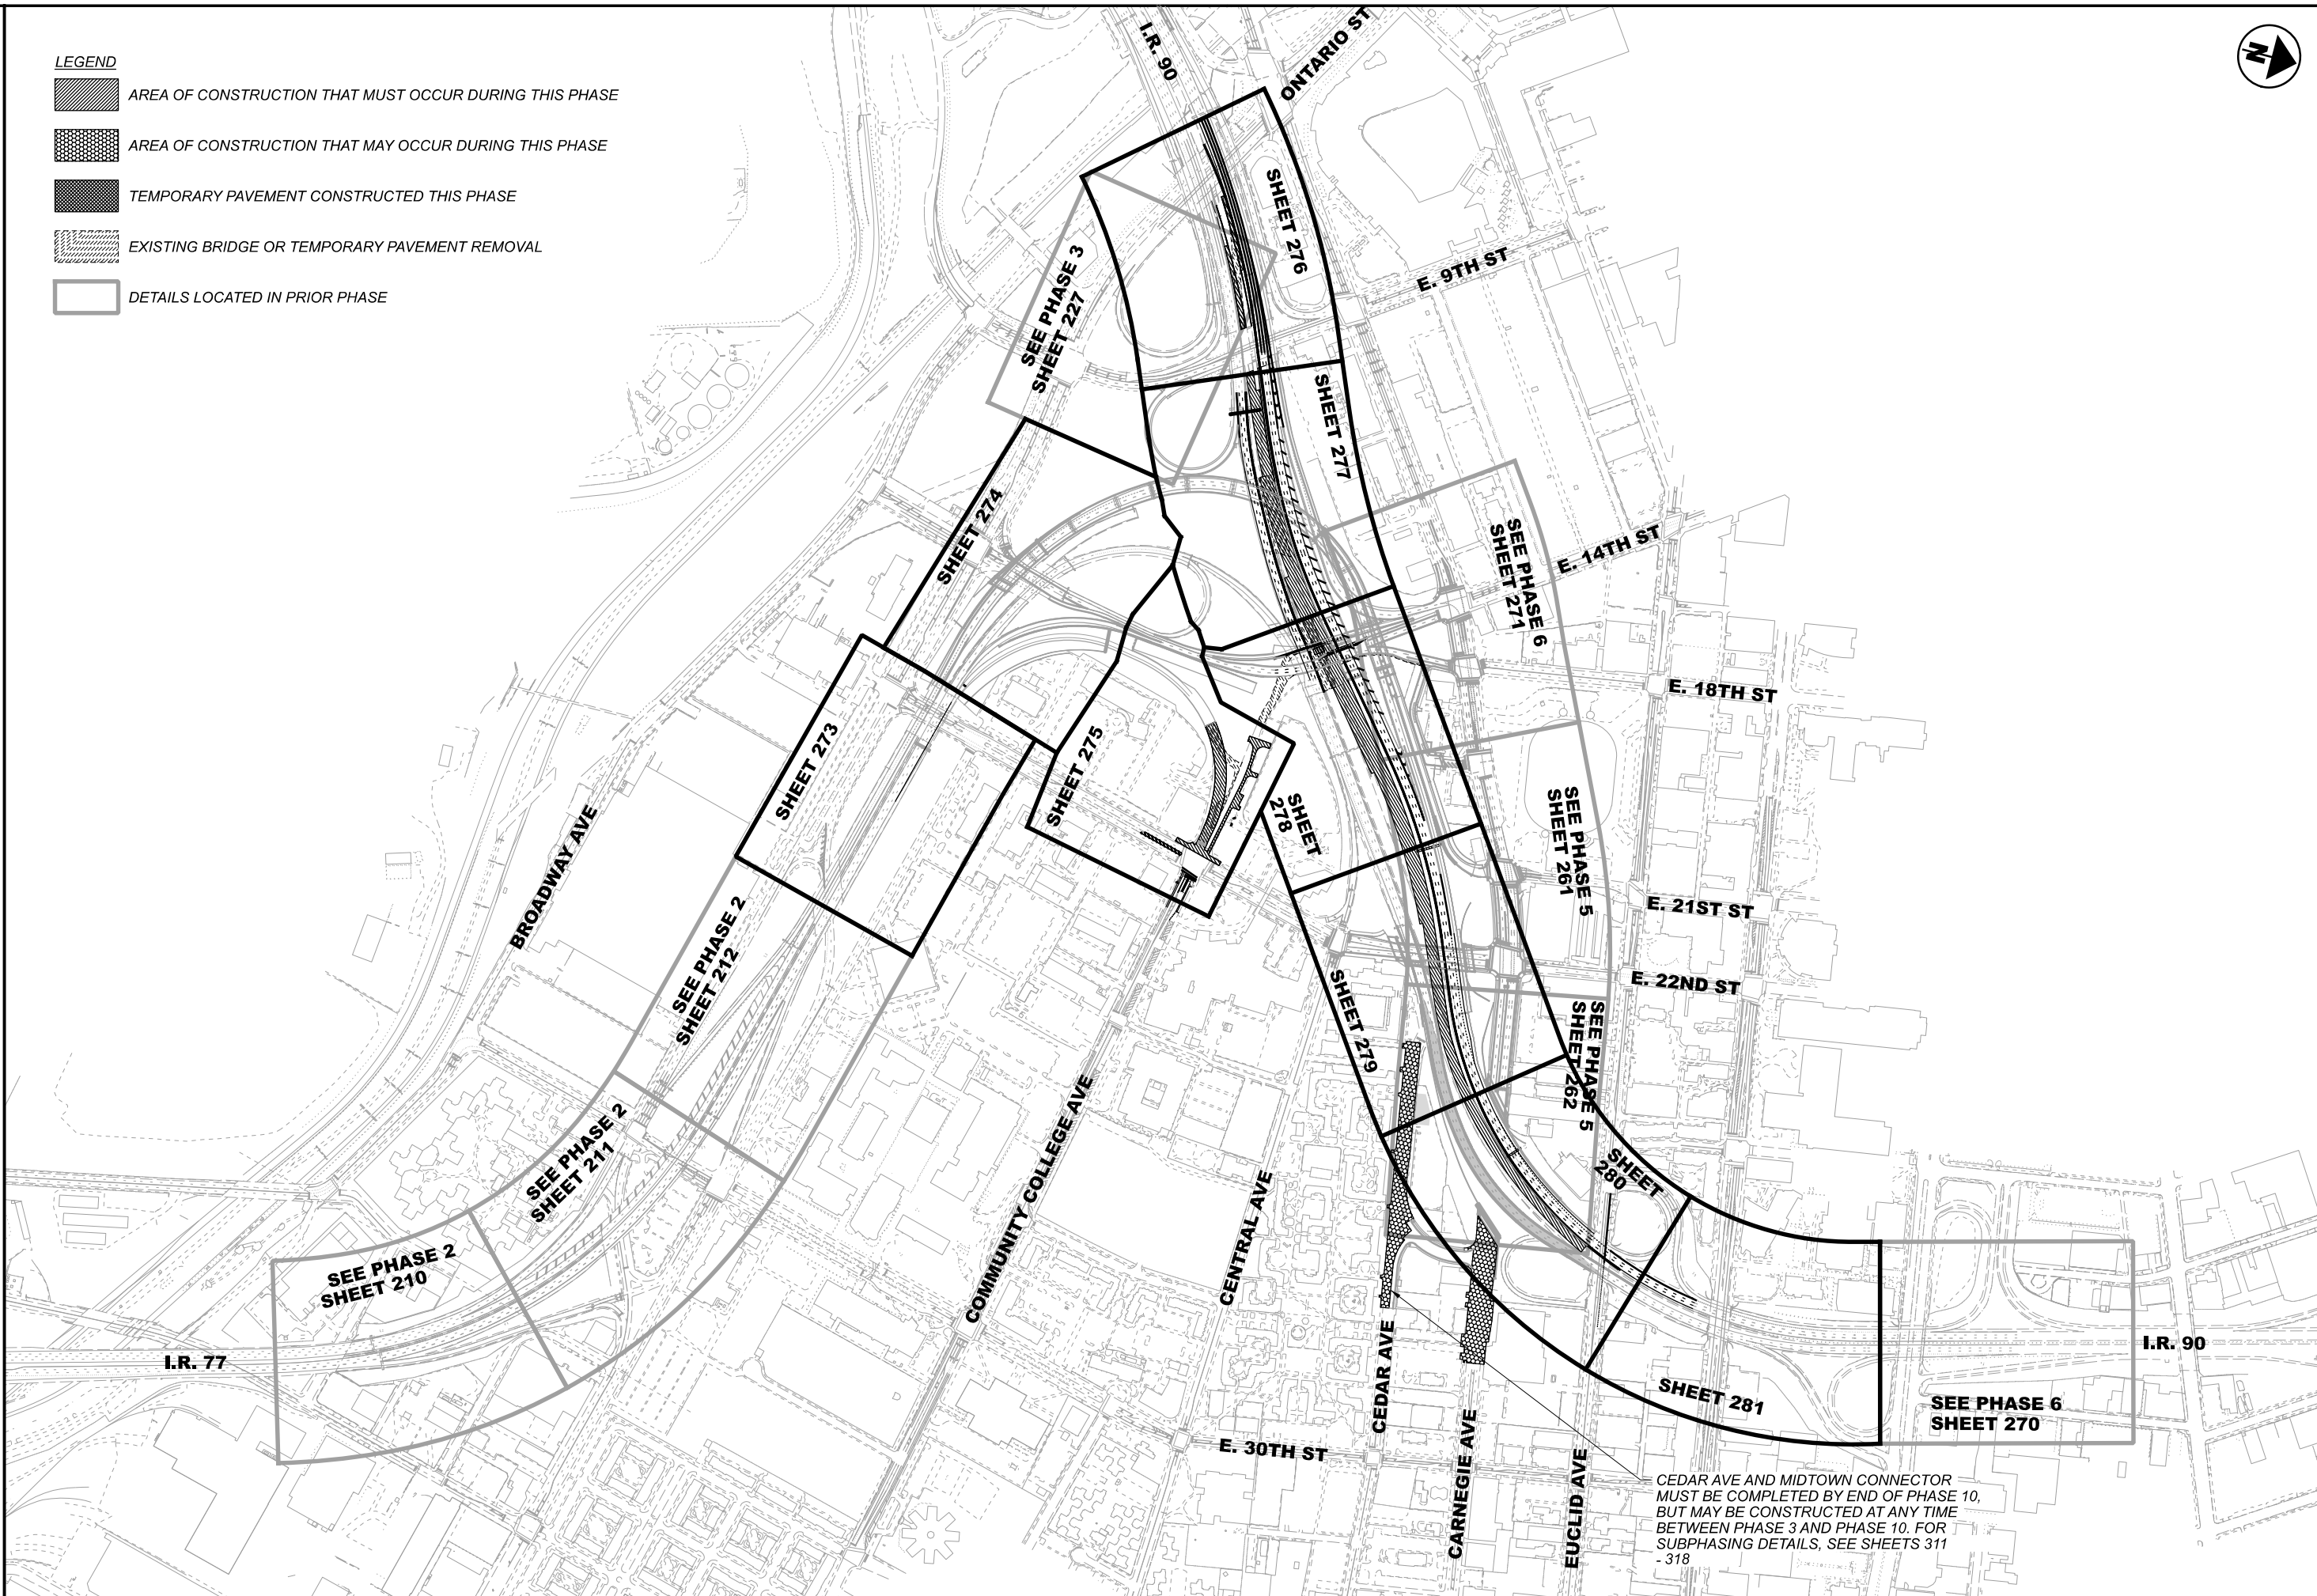 LEGEND
AREA OF CONSTRUCTION THAT MUST OCCUR DURING THIS PHASE
AREA OF CONSTRUCTION THAT MAY OCCUR DURING THIS PHASE
TEMPORARY PAVEMENT CONSTRUCTED THIS PHASE
EXISTING BRIDGE OR TEMPORARY PAVEMENT REMOVAL
DETAILS LOCATED IN PRIOR PHASE
N
I.R. 90
ONTARIO ST
SHEET 276
E. 9TH ST
SEE PHASE 3
SHEET 227
SHEET 277
SHEET 274
SEE PHASE 6
SHEET 271
E. 14TH ST
E. 18TH ST
SHEET 273
SHEET 275
SHEET
278
SEE PHASE 5
SHEET 261
E. 21ST ST
BROADWAY AVE
SEE PHASE 2
SHEET 212
E. 22ND ST
SHEET 279
SEE PHASE 5
SHEET 262
SEE PHASE 2
SHEET 211
COMMUNITY COLLEGE AVE
CENTRAL AVE
SHEET
280
SEE PHASE 2
SHEET 210
I.R. 77
I.R. 90
CEDAR AVE
SHEET 281
SEE PHASE 6
SHEET 270
E. 30TH ST
CARNEGIE AVE
EUCLID AVE
CEDAR AVE AND MIDTOWN CONNECTOR
MUST BE COMPLETED BY END OF PHASE 10,
BUT MAY BE CONSTRUCTED AT ANY TIME
BETWEEN PHASE 3 AND PHASE 10. FOR
SUBPHASING DETAILS, SEE SHEETS 311
- 318